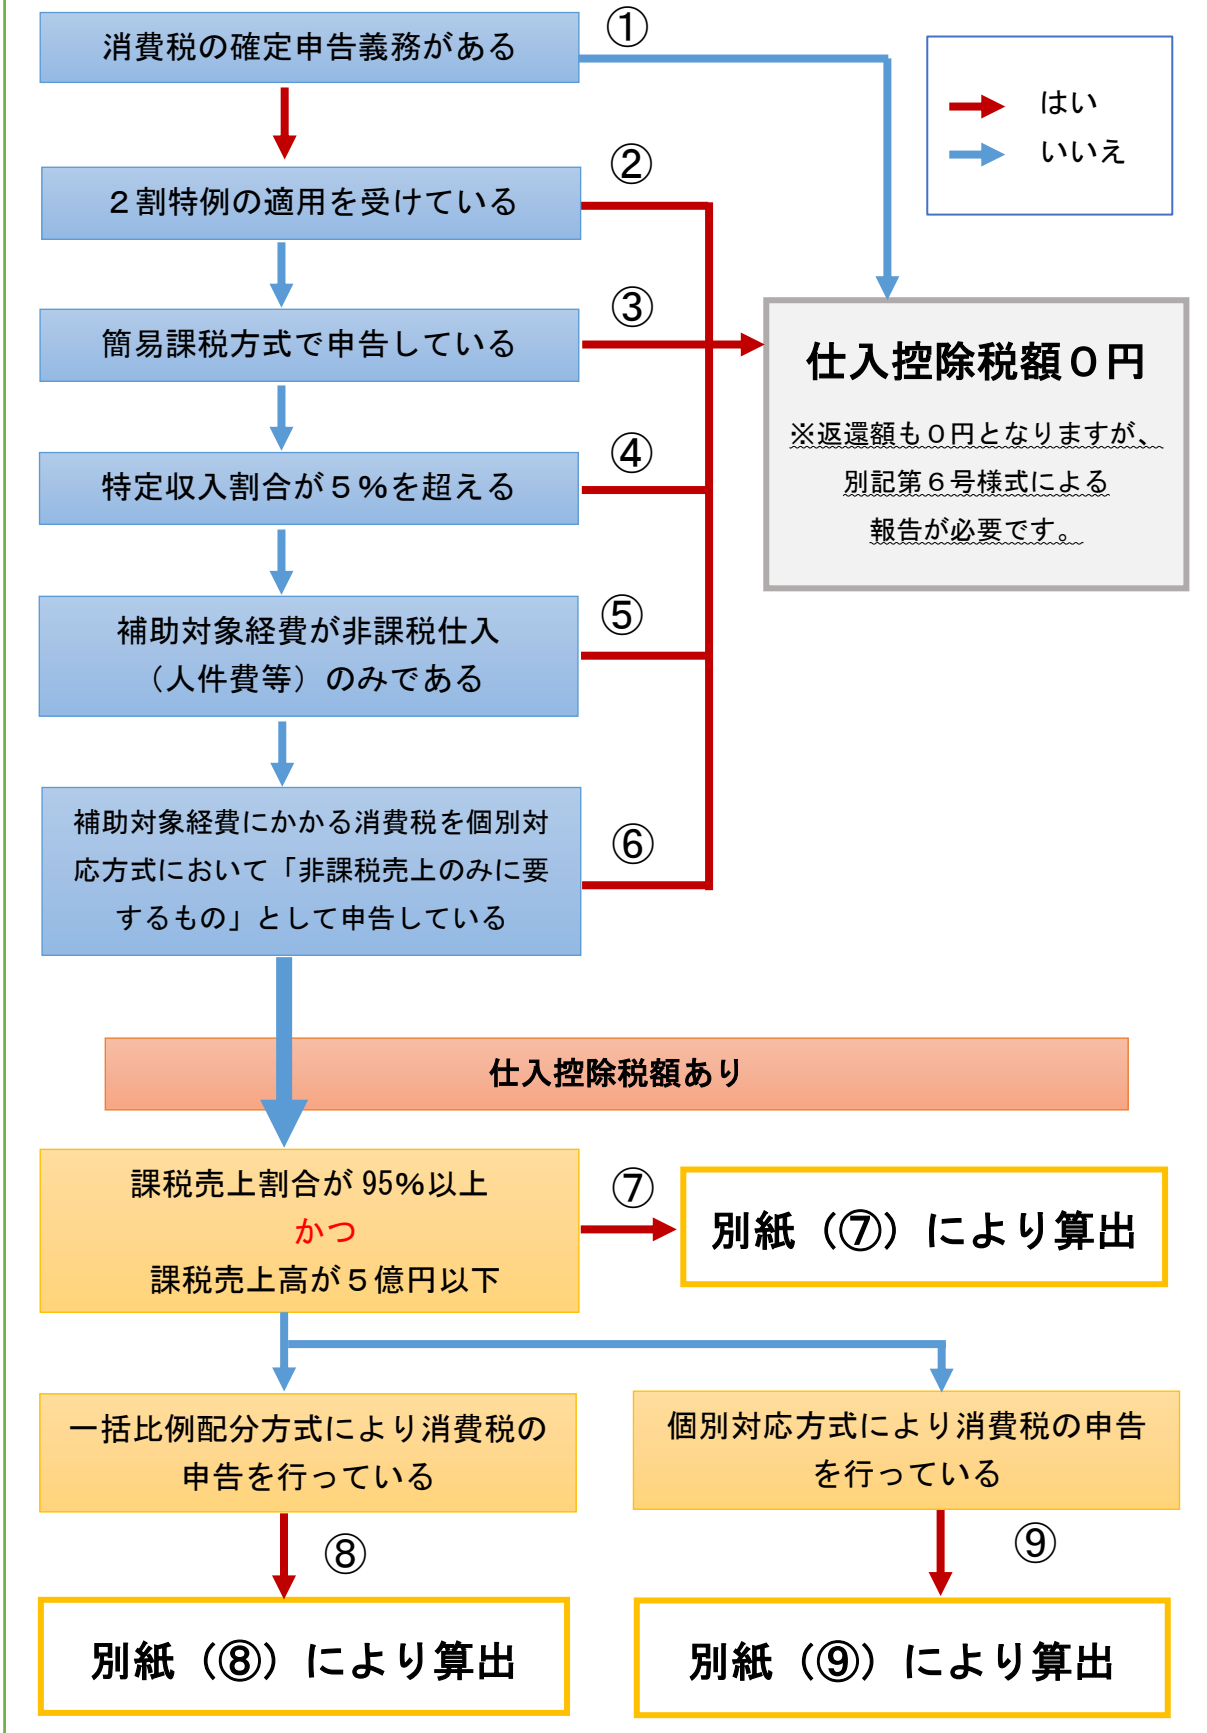 消費税の確定申告義務がある
①
はい
いいえ
２割特例の適用を受けている
②
簡易課税方式で申告している
③
仕入控除税額０円
※返還額も０円となりますが、
別記第６号様式による
報告が必要です。
特定収入割合が５％を超える
④
補助対象経費が非課税仕入
（人件費等）のみである
⑤
補助対象経費にかかる消費税を個別対
応方式において「非課税売上のみに要
するもの」として申告している
⑥
仕入控除税額あり
課税売上割合が 95%以上
かつ
課税売上高が５億円以下
⑦
別紙（⑦）により算出
一括比例配分方式により消費税の
申告を行っている
個別対応方式により消費税の申告
を行っている
⑧
⑨
別紙（⑧）により算出
別紙（⑨）により算出